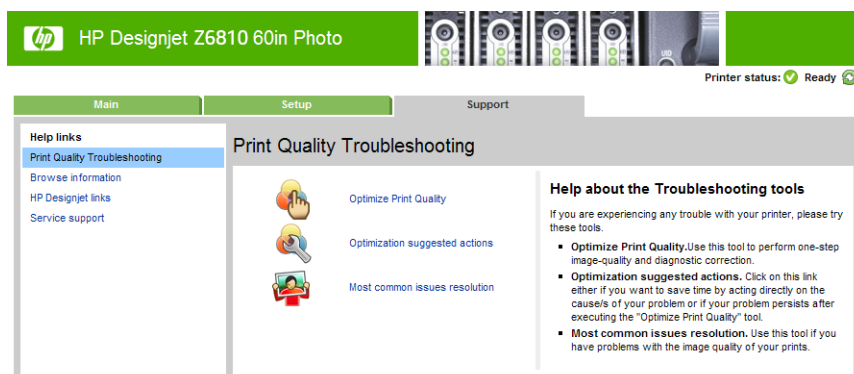 hp HP Designjet Z6810 60in Photo
UID
Printer status: Ready
Main Setup Support
Help links
Print Quality Troubleshooting
Browse information
HP Designjet links
Service support
Print Quality Troubleshooting
Optimize Print Quality
Optimization suggested actions
Most common issues resolution
Help about the Troubleshooting tools
If you are experiencing any trouble with your printer, please try
these tools.
▪ Optimize Print Quality.Use this tool to perform one-step
image-quality and diagnostic correction.
▪ Optimization suggested actions. Click on this link
either if you want to save time by acting directly on the
cause/s of your problem or if your problem persists after
executing the "Optimize Print Quality" tool.
▪ Most common issues resolution. Use this tool if you
have problems with the image quality of your prints.